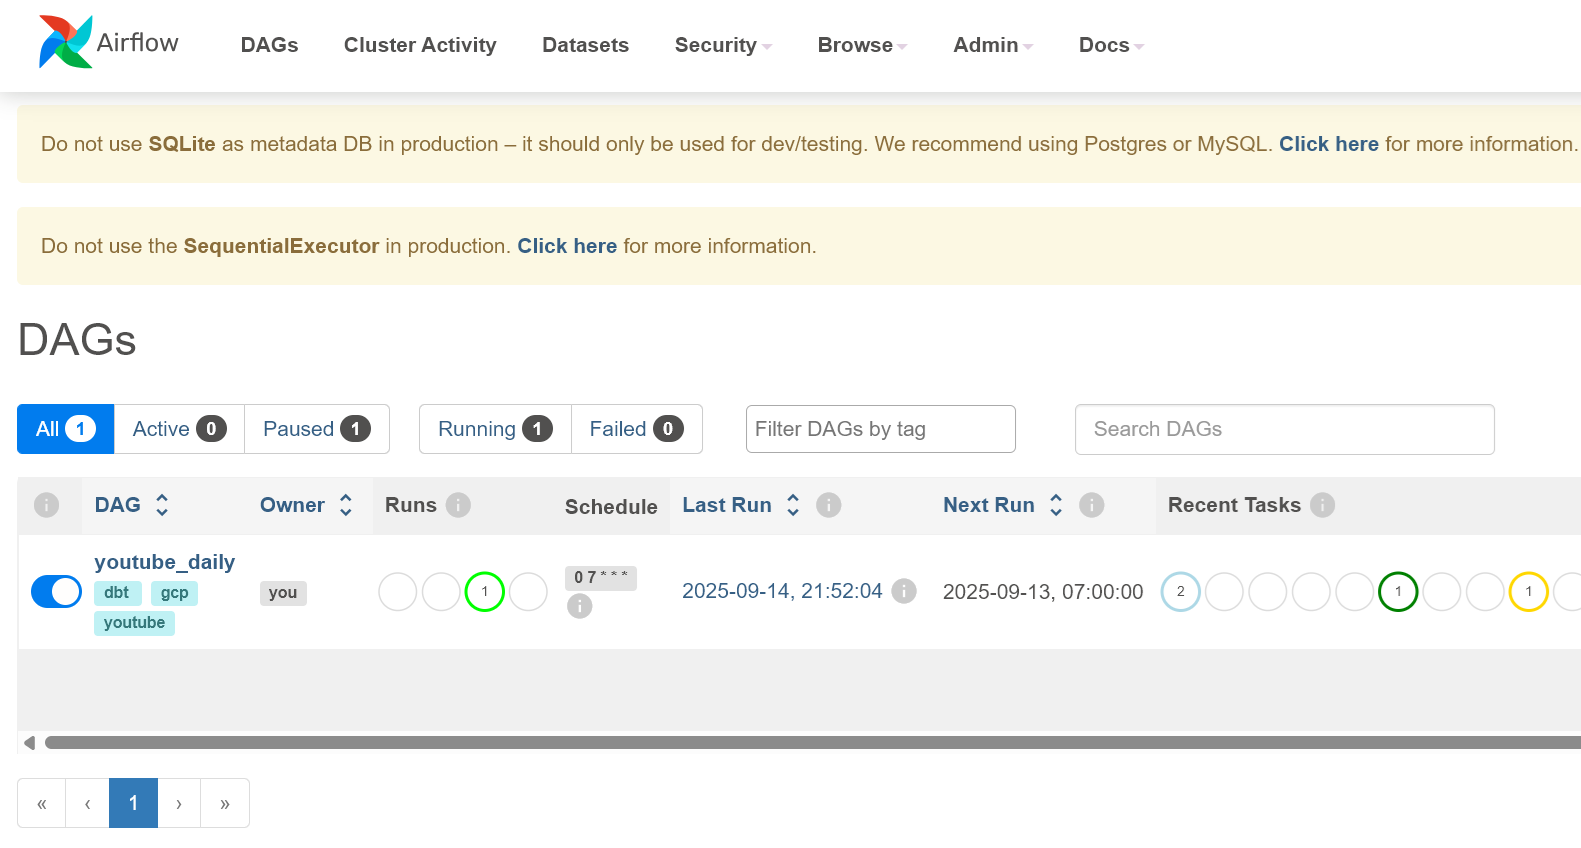 Airflow DAGs Cluster Activity Datasets Security Browse Admin Docs
Do not use SQLite as metadata DB in production – it should only be used for dev/testing. We recommend using Postgres or MySQL. Click here for more information.
Do not use the SequentialExecutor in production. Click here for more information.
DAGs
All 1 Active 0 Paused 1 Running 1 Failed 0 Filter DAGs by tag Search DAGs
i DAG Owner Runs i Schedule Last Run i Next Run i Recent Tasks i
youtube_daily
dbt gcp
youtube
you
1
0 7 * * *
i
2025-09-14, 21:52:04 i
2025-09-13, 07:00:00
2 1 1
« ‹ 1 › »